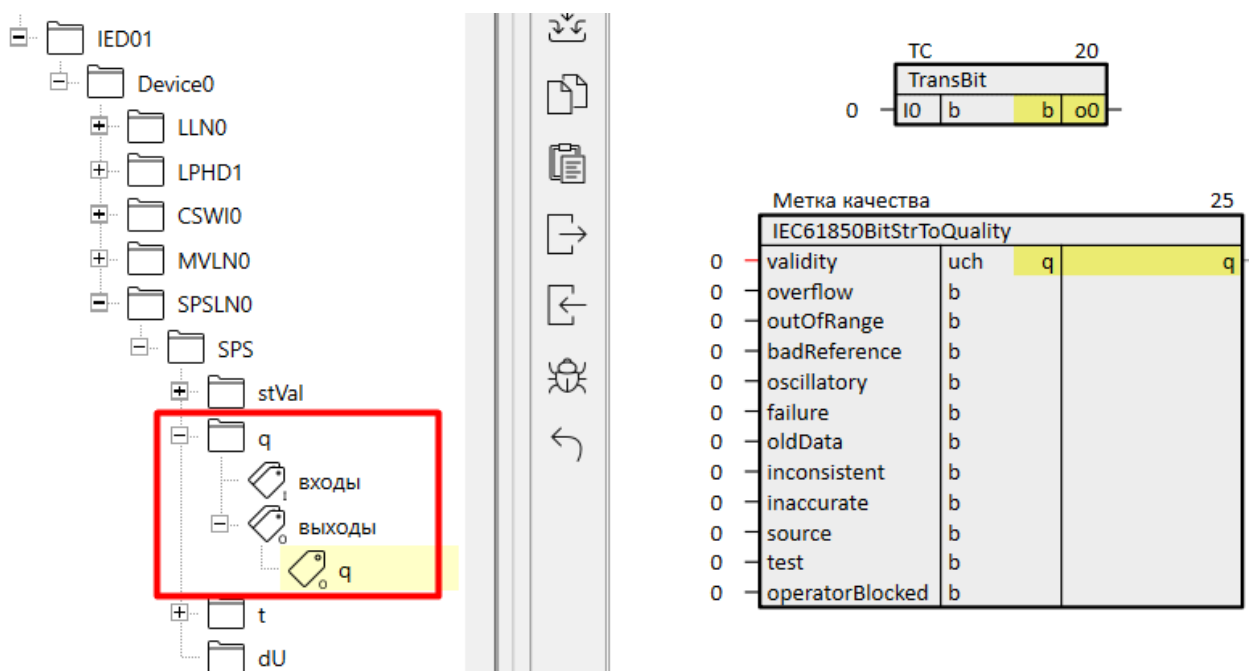 IED01
Device0
LLN0
LPHD1
CSWI0
MVLN0
SPSLN0
SPS
stVal
q
входы
I
выходы
O
q
O
t
dU
TC 20
TransBit
0 I0 b b o0
Метка качества 25
IEC61850BitStrToQuality
0 validity uch q q
0 overflow b
0 outOfRange b
0 badReference b
0 oscillatory b
0 failure b
0 oldData b
0 inconsistent b
0 inaccurate b
0 source b
0 test b
0 operatorBlocked b